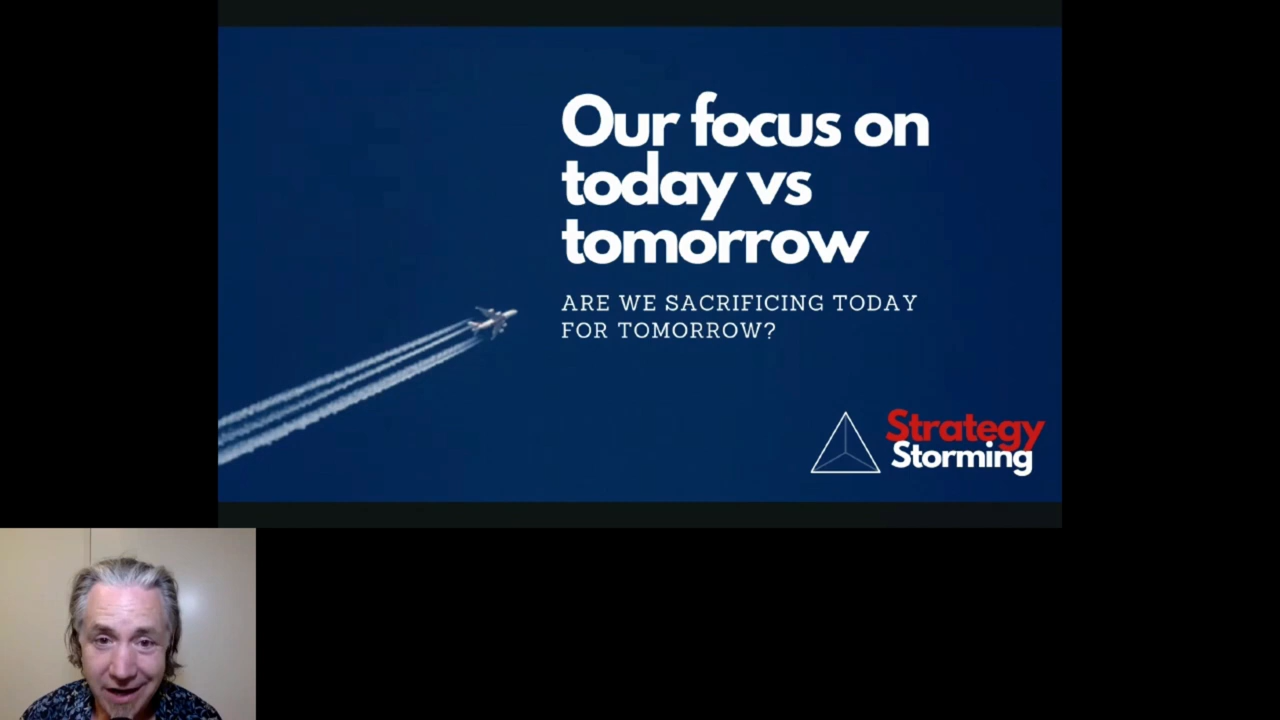 Our focus on
today vs
tomorrow
ARE WE SACRIFICING TODAY
FOR TOMORROW?
Strategy
Storming